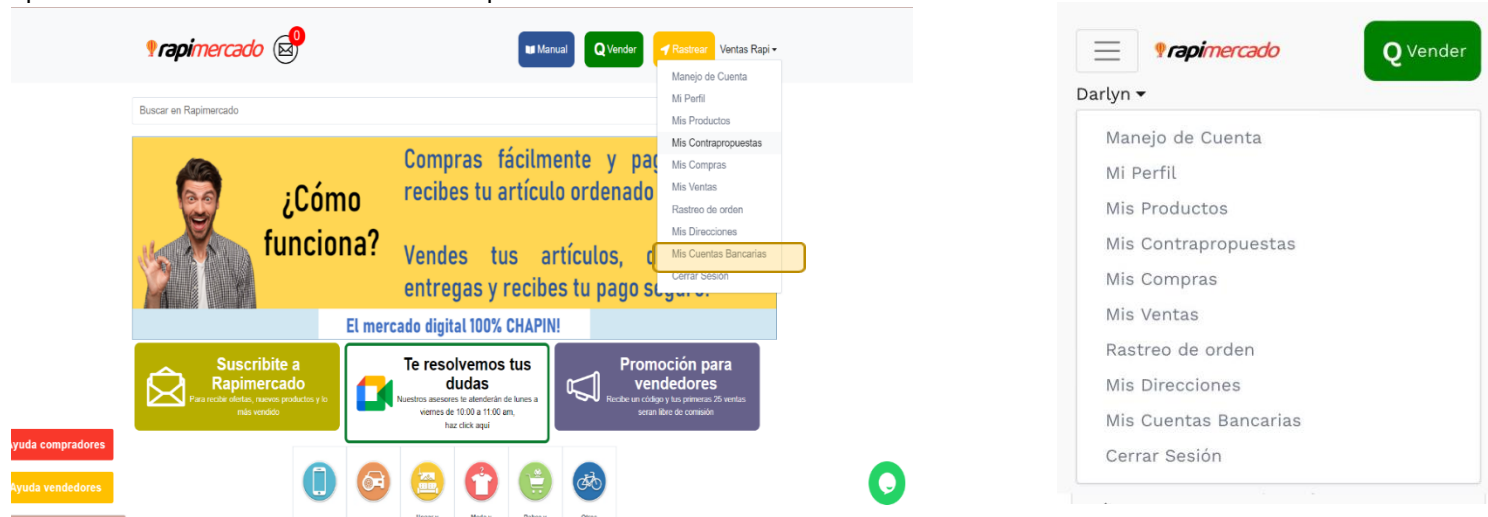 rapimercado
0
Manual
Q Vender
Rastrear
Ventas Rapi
Manejo de Cuenta
Mi Perfil
Mis Productos
Mis Contrapropuestas
Mis Compras
Mis Ventas
Rastreo de orden
Mis Direcciones
Mis Cuentas Bancarias
Cerrar Sesión
Buscar en Rapimercado
¿Cómo
funciona?
Compras fácilmente y
recibes tu artículo ordenado
Vendes tus artículos,
entregas y recibes tu pago
El mercado digital 100% CHAPIN!
Suscribite a
Rapimercado
Para recibir ofertas, nuevos productos y lo
más vendido
Te resolvemos tus
dudas
Nuestros asesores te atenderán de lunes a
viernes de 10:00 a 11:00 am,
haz click aqui
Promoción para
vendedores
Recibe un código y tus primeras 25 ventas
seran libre de comisión
yuda compradores
Ayuda vendedores
rapimercado
Q Vender
Darlyn
Manejo de Cuenta
Mi Perfil
Mis Productos
Mis Contrapropuestas
Mis Compras
Mis Ventas
Rastreo de orden
Mis Direcciones
Mis Cuentas Bancarias
Cerrar Sesión